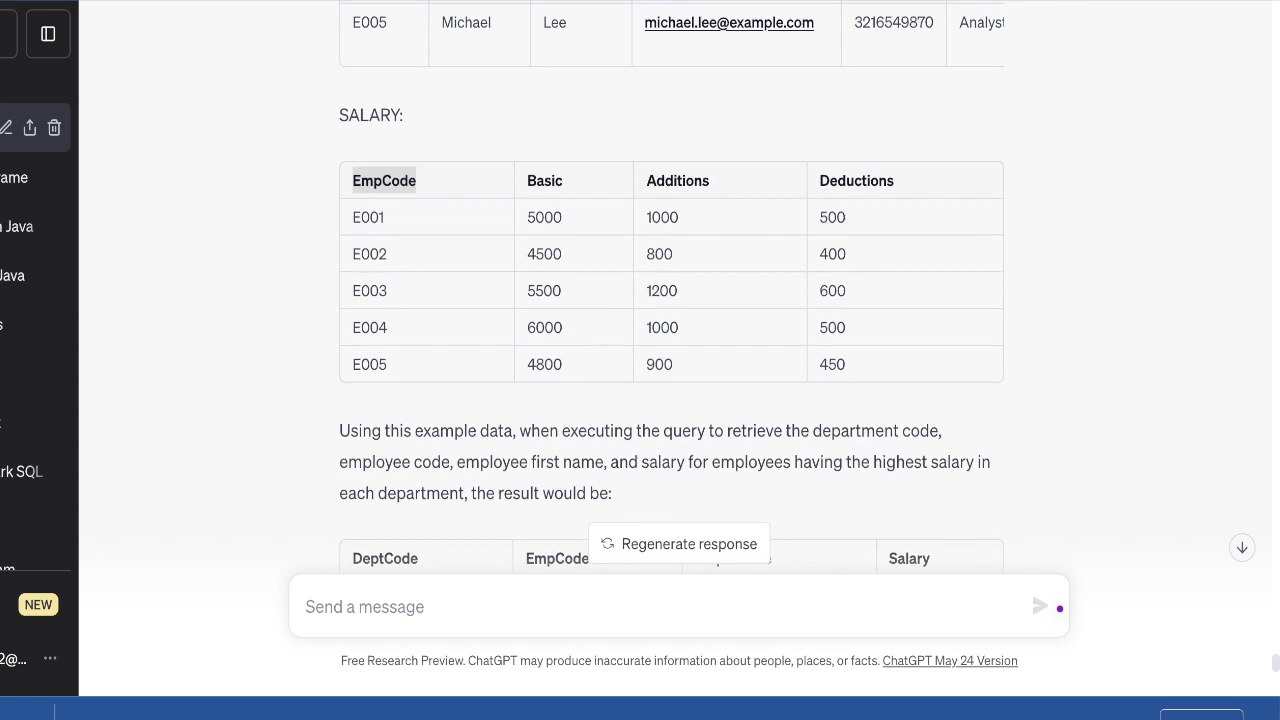 E005 Michael Lee michael.lee@example.com 3216549870 Analyst
SALARY:
EmpCode Basic Additions Deductions
E001 5000 1000 500
E002 4500 800 400
E003 5500 1200 600
E004 6000 1000 500
E005 4800 900 450
Using this example data, when executing the query to retrieve the department code,
employee code, employee first name, and salary for employees having the highest salary in
each department, the result would be:
Regenerate response
DeptCode EmpCode Salary
Send a message
Free Research Preview. ChatGPT may produce inaccurate information about people, places, or facts. ChatGPT May 24 Version
ame
Java
Java
s
rk SQL
NEW
2@...